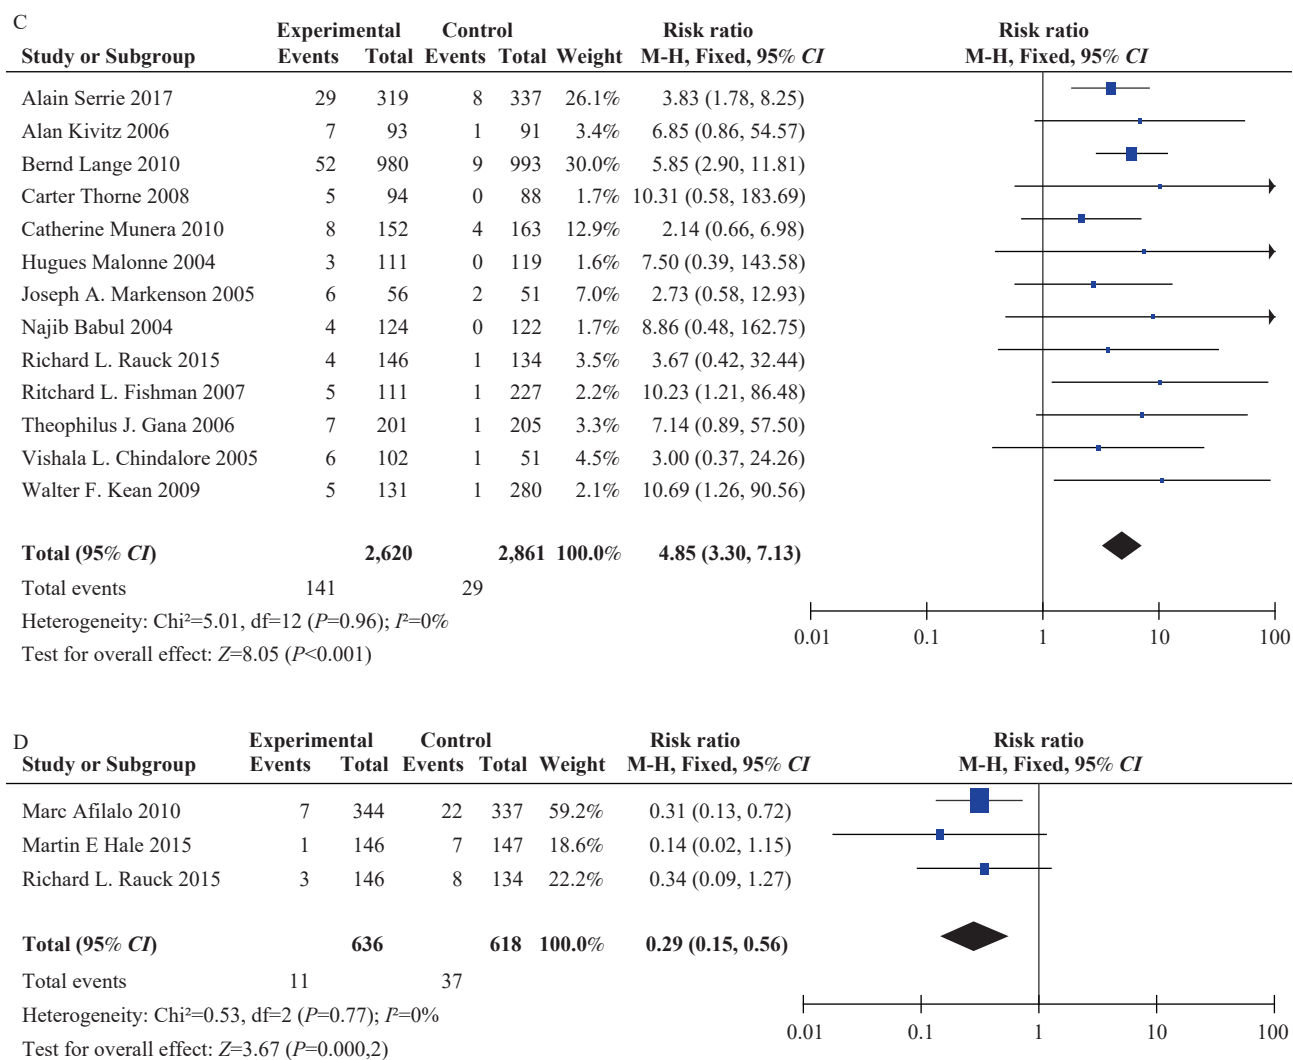 C
Experimental Control Risk ratio Risk ratio
Study or Subgroup Events Total Events Total Weight M-H, Fixed, 95% CI M-H, Fixed, 95% CI
Alain Serrie 2017 29 319 8 337 26.1% 3.83 (1.78, 8.25)
Alan Kivitz 2006 7 93 1 91 3.4% 6.85 (0.86, 54.57)
Bernd Lange 2010 52 980 9 993 30.0% 5.85 (2.90, 11.81)
Carter Thorne 2008 5 94 0 88 1.7% 10.31 (0.58, 183.69)
Catherine Munera 2010 8 152 4 163 12.9% 2.14 (0.66, 6.98)
Hugues Malonne 2004 3 111 0 119 1.6% 7.50 (0.39, 143.58)
Joseph A. Markenson 2005 6 56 2 51 7.0% 2.73 (0.58, 12.93)
Najib Babul 2004 4 124 0 122 1.7% 8.86 (0.48, 162.75)
Richard L. Rauck 2015 4 146 1 134 3.5% 3.67 (0.42, 32.44)
Ritchard L. Fishman 2007 5 111 1 227 2.2% 10.23 (1.21, 86.48)
Theophilus J. Gana 2006 7 201 1 205 3.3% 7.14 (0.89, 57.50)
Vishala L. Chindalore 2005 6 102 1 51 4.5% 3.00 (0.37, 24.26)
Walter F. Kean 2009 5 131 1 280 2.1% 10.69 (1.26, 90.56)
Total (95% CI) 2,620 2,861 100.0% 4.85 (3.30, 7.13)
Total events 141 29
Heterogeneity: Chi²=5.01, df=12 (P=0.96); I²=0%
0.01 0.1 1 10 100
Test for overall effect: Z=8.05 (P<0.001)
D
Experimental Control Risk ratio Risk ratio
Study or Subgroup Events Total Events Total Weight M-H, Fixed, 95% CI M-H, Fixed, 95% CI
Marc Afilalo 2010 7 344 22 337 59.2% 0.31 (0.13, 0.72)
Martin E Hale 2015 1 146 7 147 18.6% 0.14 (0.02, 1.15)
Richard L. Rauck 2015 3 146 8 134 22.2% 0.34 (0.09, 1.27)
Total (95% CI) 636 618 100.0% 0.29 (0.15, 0.56)
Total events 11 37
Heterogeneity: Chi²=0.53, df=2 (P=0.77); I²=0%
0.01 0.1 1 10 100
Test for overall effect: Z=3.67 (P=0.000,2)